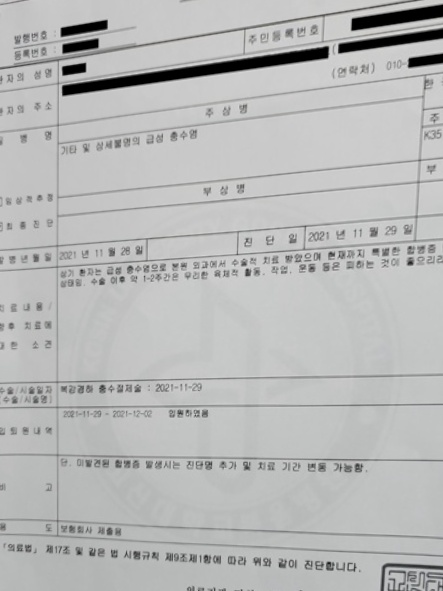 발행번호 :
등록번호 :
주민등록번호
환자의 성명
(연락처) 010-
환자의 주소
주 상 병
병 명
기타 및 상세불명의 급성 충수염
K35
부 상 병
임상적추정
최 종 진 단
발병년월일
2021 년 11 월 28 일
진 단 일
2021 년 11 월 29 일
상기 환자는 급성 충수염으로 본원 외과에서 수술적 치료 받았으며 현재까지 특별한 합병증
상태임. 수술 이후 약 1-2주간은 무리한 육체적 활동, 작업, 운동 등은 피하는 것이 좋으리라
치료내용/
향후 치료에
대한 소견
수술/시술일자
(수술/시술명)
복강경하 충수절제술 : 2021-11-29
입퇴원내역
2021-11-29 - 2021-12-02 입원하였음
비 고
단, 미발견된 합병증 발생시는 진단명 추가 및 치료 기간 변동 가능함.
용 도
보험회사 제출용
「의료법」 제17조 및 같은 법 시행규칙 제9조제1항에 따라 위와 같이 진단합니다.